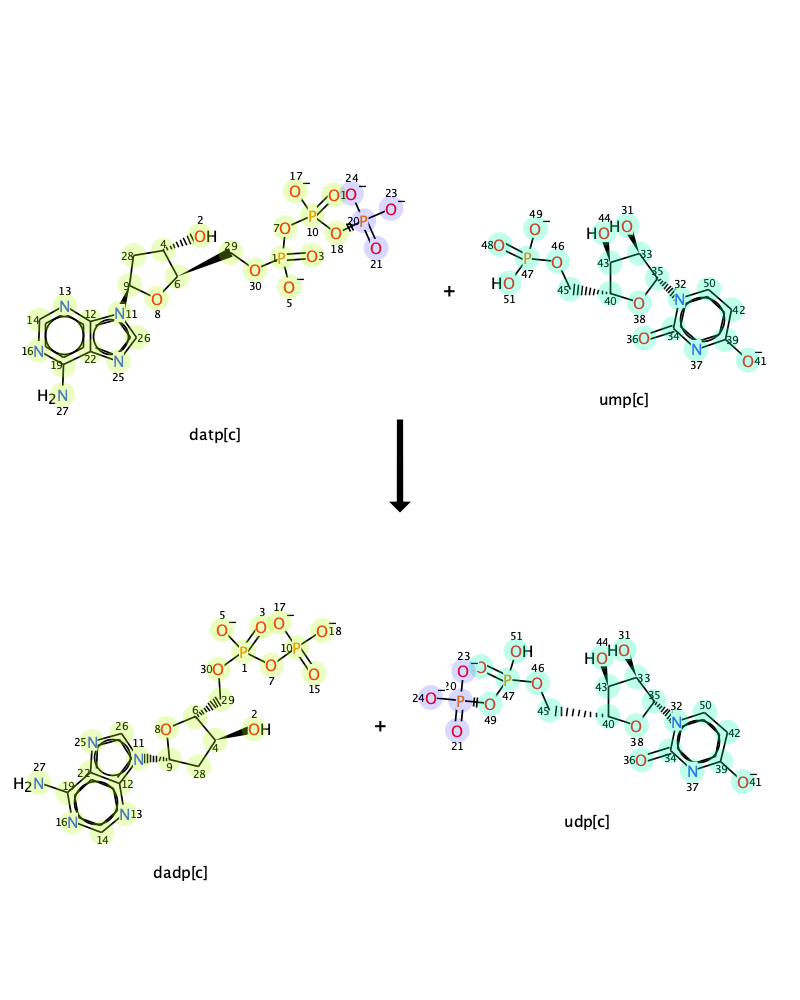 17 24 23
O− O 1 O− O−
2 7 O P 20 P
28 4 OH 29 10 O 18 O
9 6 O 1 P O 3 21
O 30 O−
13 8 5
N 12 N 11
14 26
16 N 22
19 N 25
H2N
27
datp[c]
+
49 44 31
O− HO HO
48 O 46 43 33
P O 35
HO 47 45 32 50
51 40 O N 42
38
36 O 34 39
N O− 41
37
ump[c]
5 3 17
O− O O− O− 18
P 10 P
30 O 1 O O
29 7 15
8 O 6 2
26 OH
25 N 11 4
27 22 N 9 28
H2N 19 12
16 N N 13
14
dadp[c]
+
51 44 31
23 OH HO HO
O− O 46 43 33
24 O− 20 P O 35
P O 47 45 32 50
O 49 40 O N 42
21 38
36 O 34 39
N O− 41
37
udp[c]